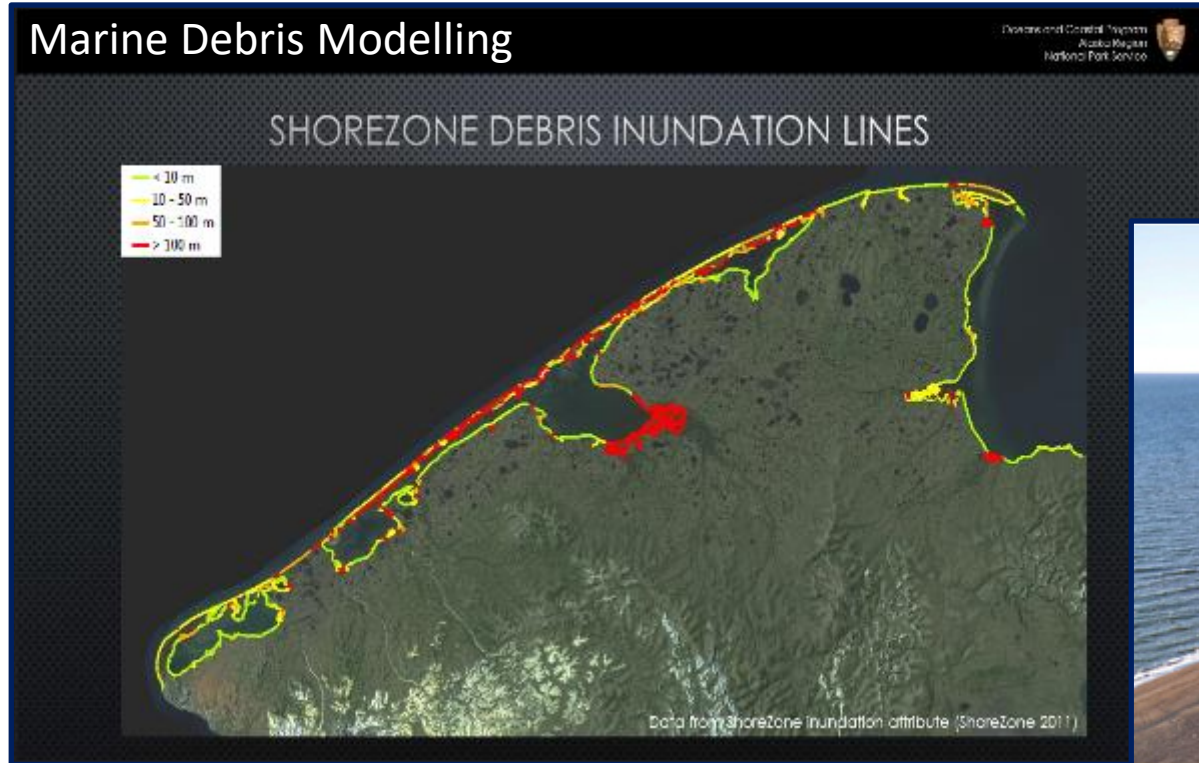 Marine Debris Modelling
Oceans and Coastal Program
Alaska Region
National Park Service
SHOREZONE DEBRIS INUNDATION LINES
< 10 m
10 - 50 m
50 - 100 m
> 100 m
Data from ShoreZone Inundation attribute (ShoreZone 2011)